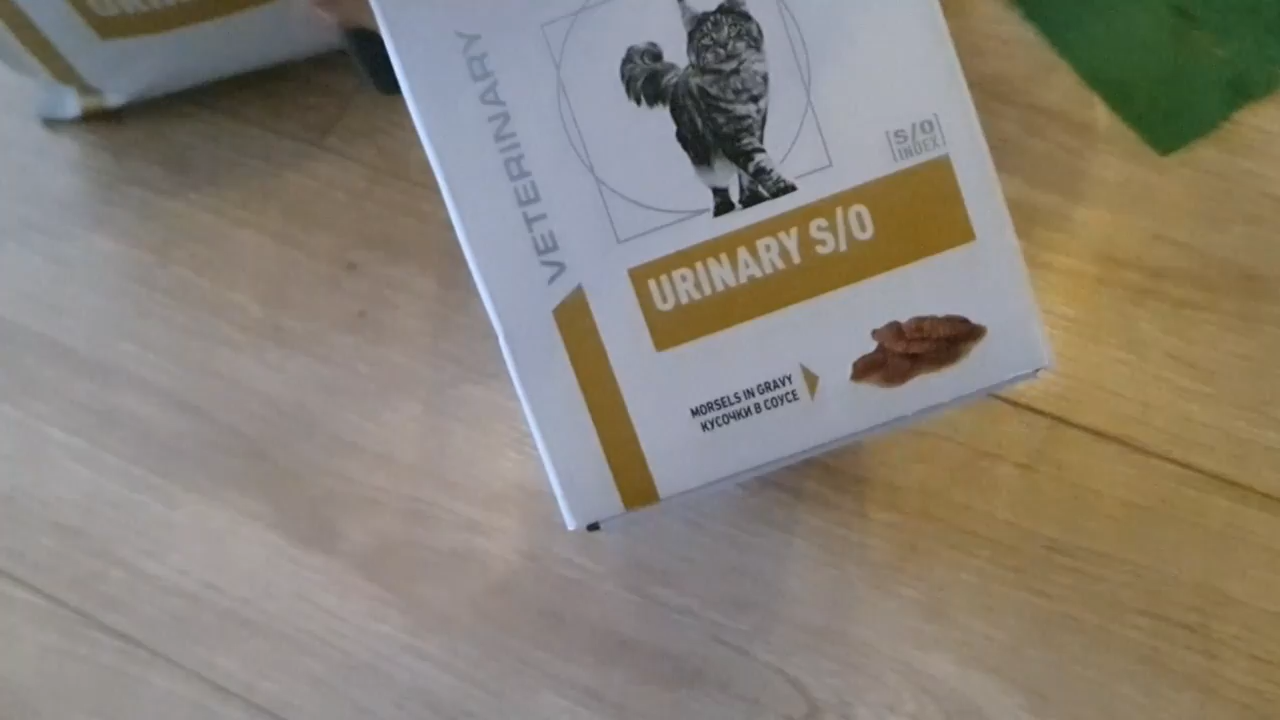 VETERINARY
[S/O]
[INDEX]
URINARY S/O
MORSELS IN GRAVY
КУСОЧКИ В СОУСЕ